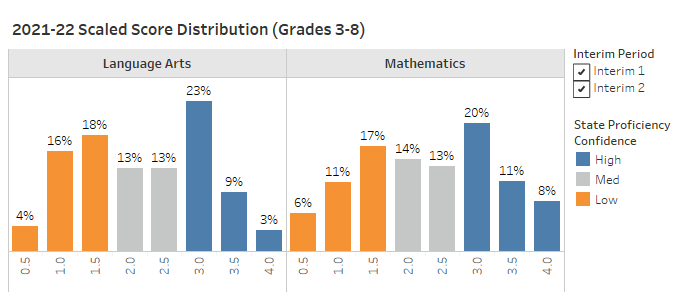 2021-22 Scaled Score Distribution (Grades 3-8)
Language Arts
Mathematics
4%
16%
18%
13%
13%
23%
9%
3%
6%
11%
17%
14%
13%
20%
11%
8%
0.5
1.0
1.5
2.0
2.5
3.0
3.5
4.0
0.5
1.0
1.5
2.0
2.5
3.0
3.5
4.0
Interim Period
Interim 1
Interim 2
State Proficiency
Confidence
High
Med
Low